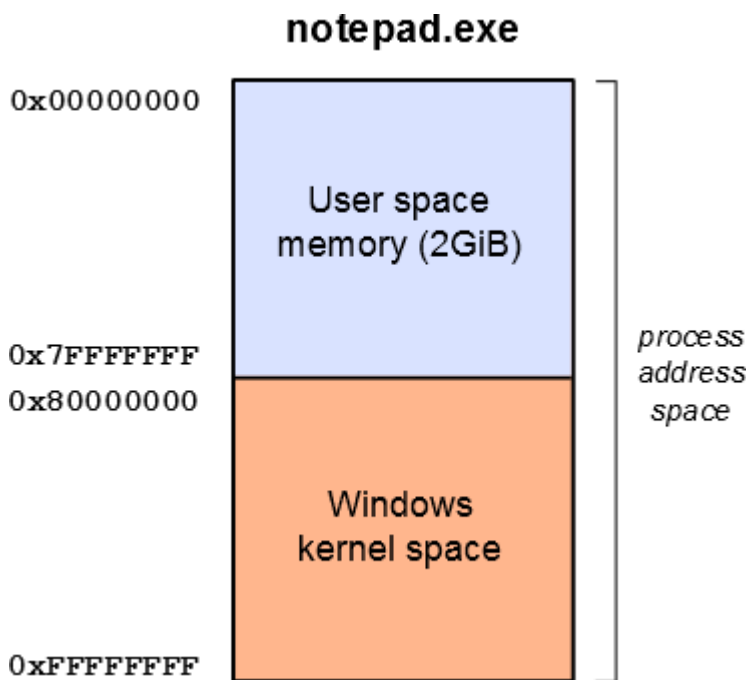 notepad.exe
0x00000000
User space
memory (2GiB)
0x7FFFFFFF
0x80000000
process
address
space
Windows
kernel space
0xFFFFFFFF